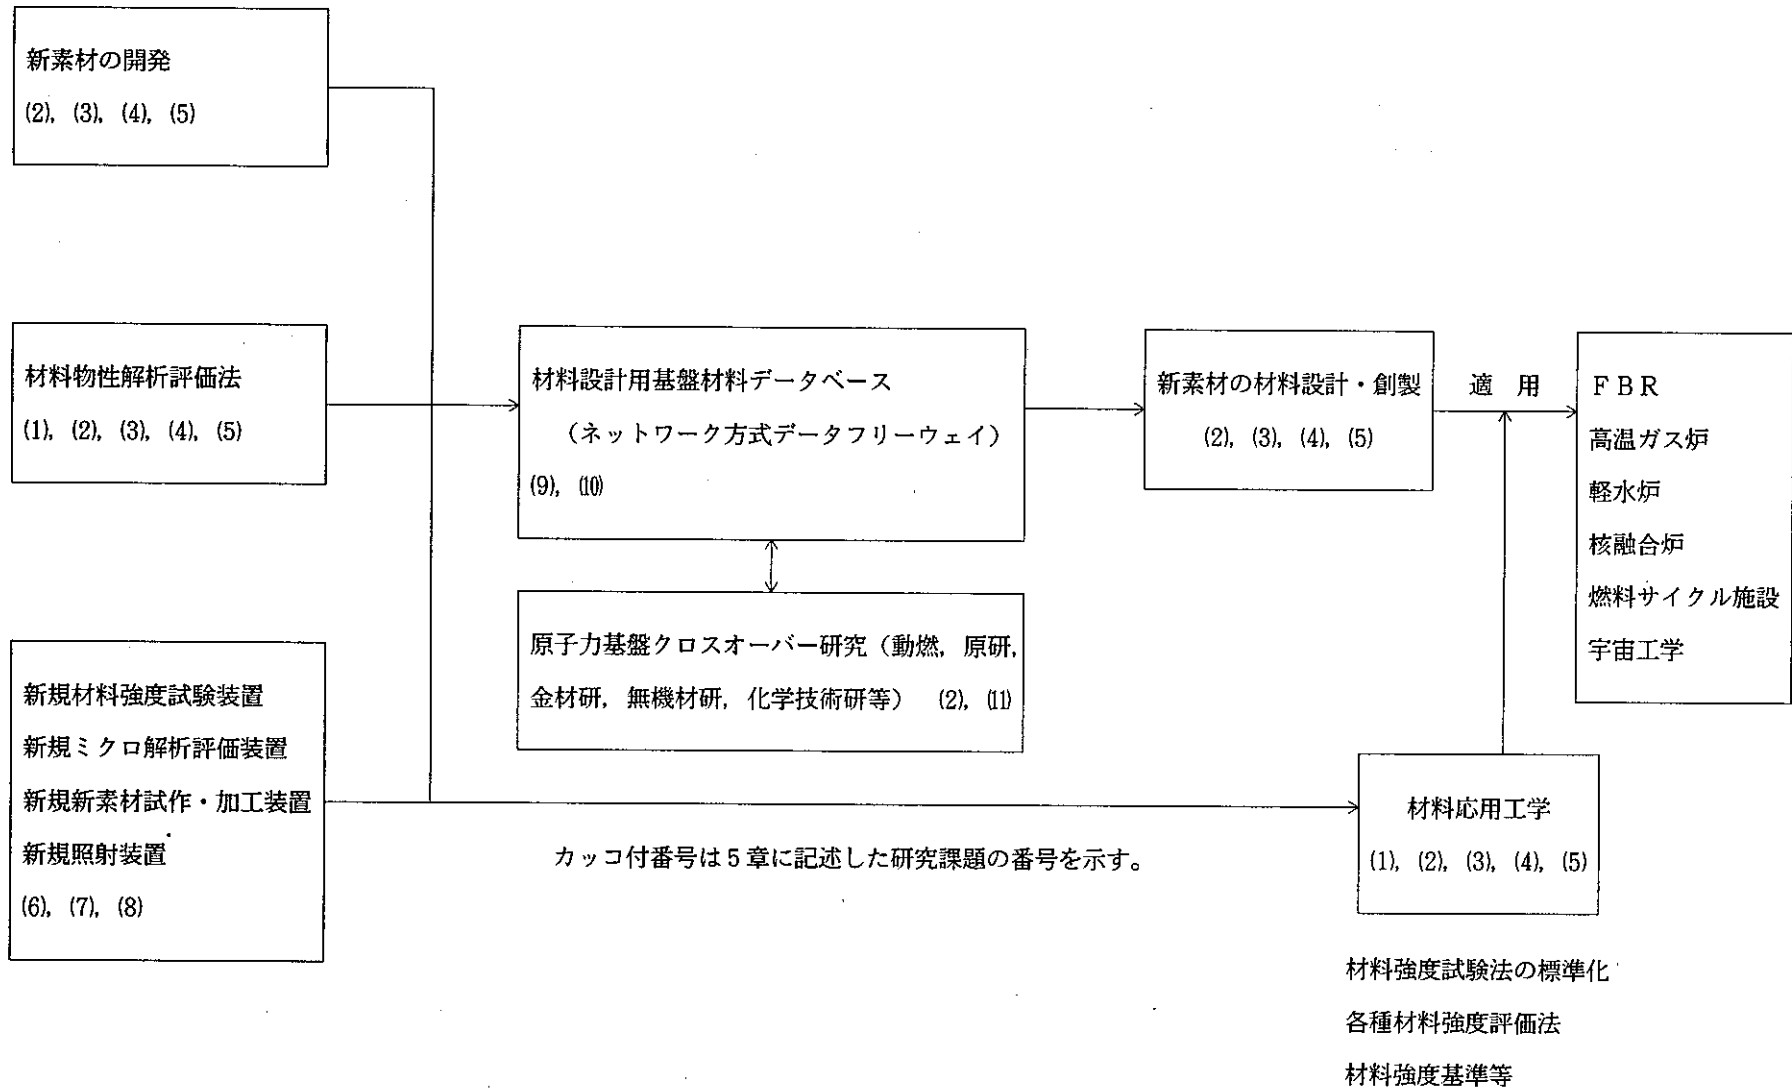 新素材の開発
(2), (3), (4), (5)
材料物性解析評価法
(1), (2), (3), (4), (5)
新規材料強度試験装置
新規ミクロ解析評価装置
新規新素材試作・加工装置
新規照射装置
(6), (7), (8)
材料設計用基盤材料データベース
（ネットワーク方式データフリーウェイ）
(9), (10)
原子力基盤クロスオーバー研究（動燃, 原研,
金材研, 無機材研, 化学技術研等） (2), (11)
新素材の材料設計・創製
(2), (3), (4), (5)
適 用
ＦＢＲ
高温ガス炉
軽水炉
核融合炉
燃料サイクル施設
宇宙工学
材料応用工学
(1), (2), (3), (4), (5)
カッコ付番号は5章に記述した研究課題の番号を示す。
材料強度試験法の標準化
各種材料強度評価法
材料強度基準等